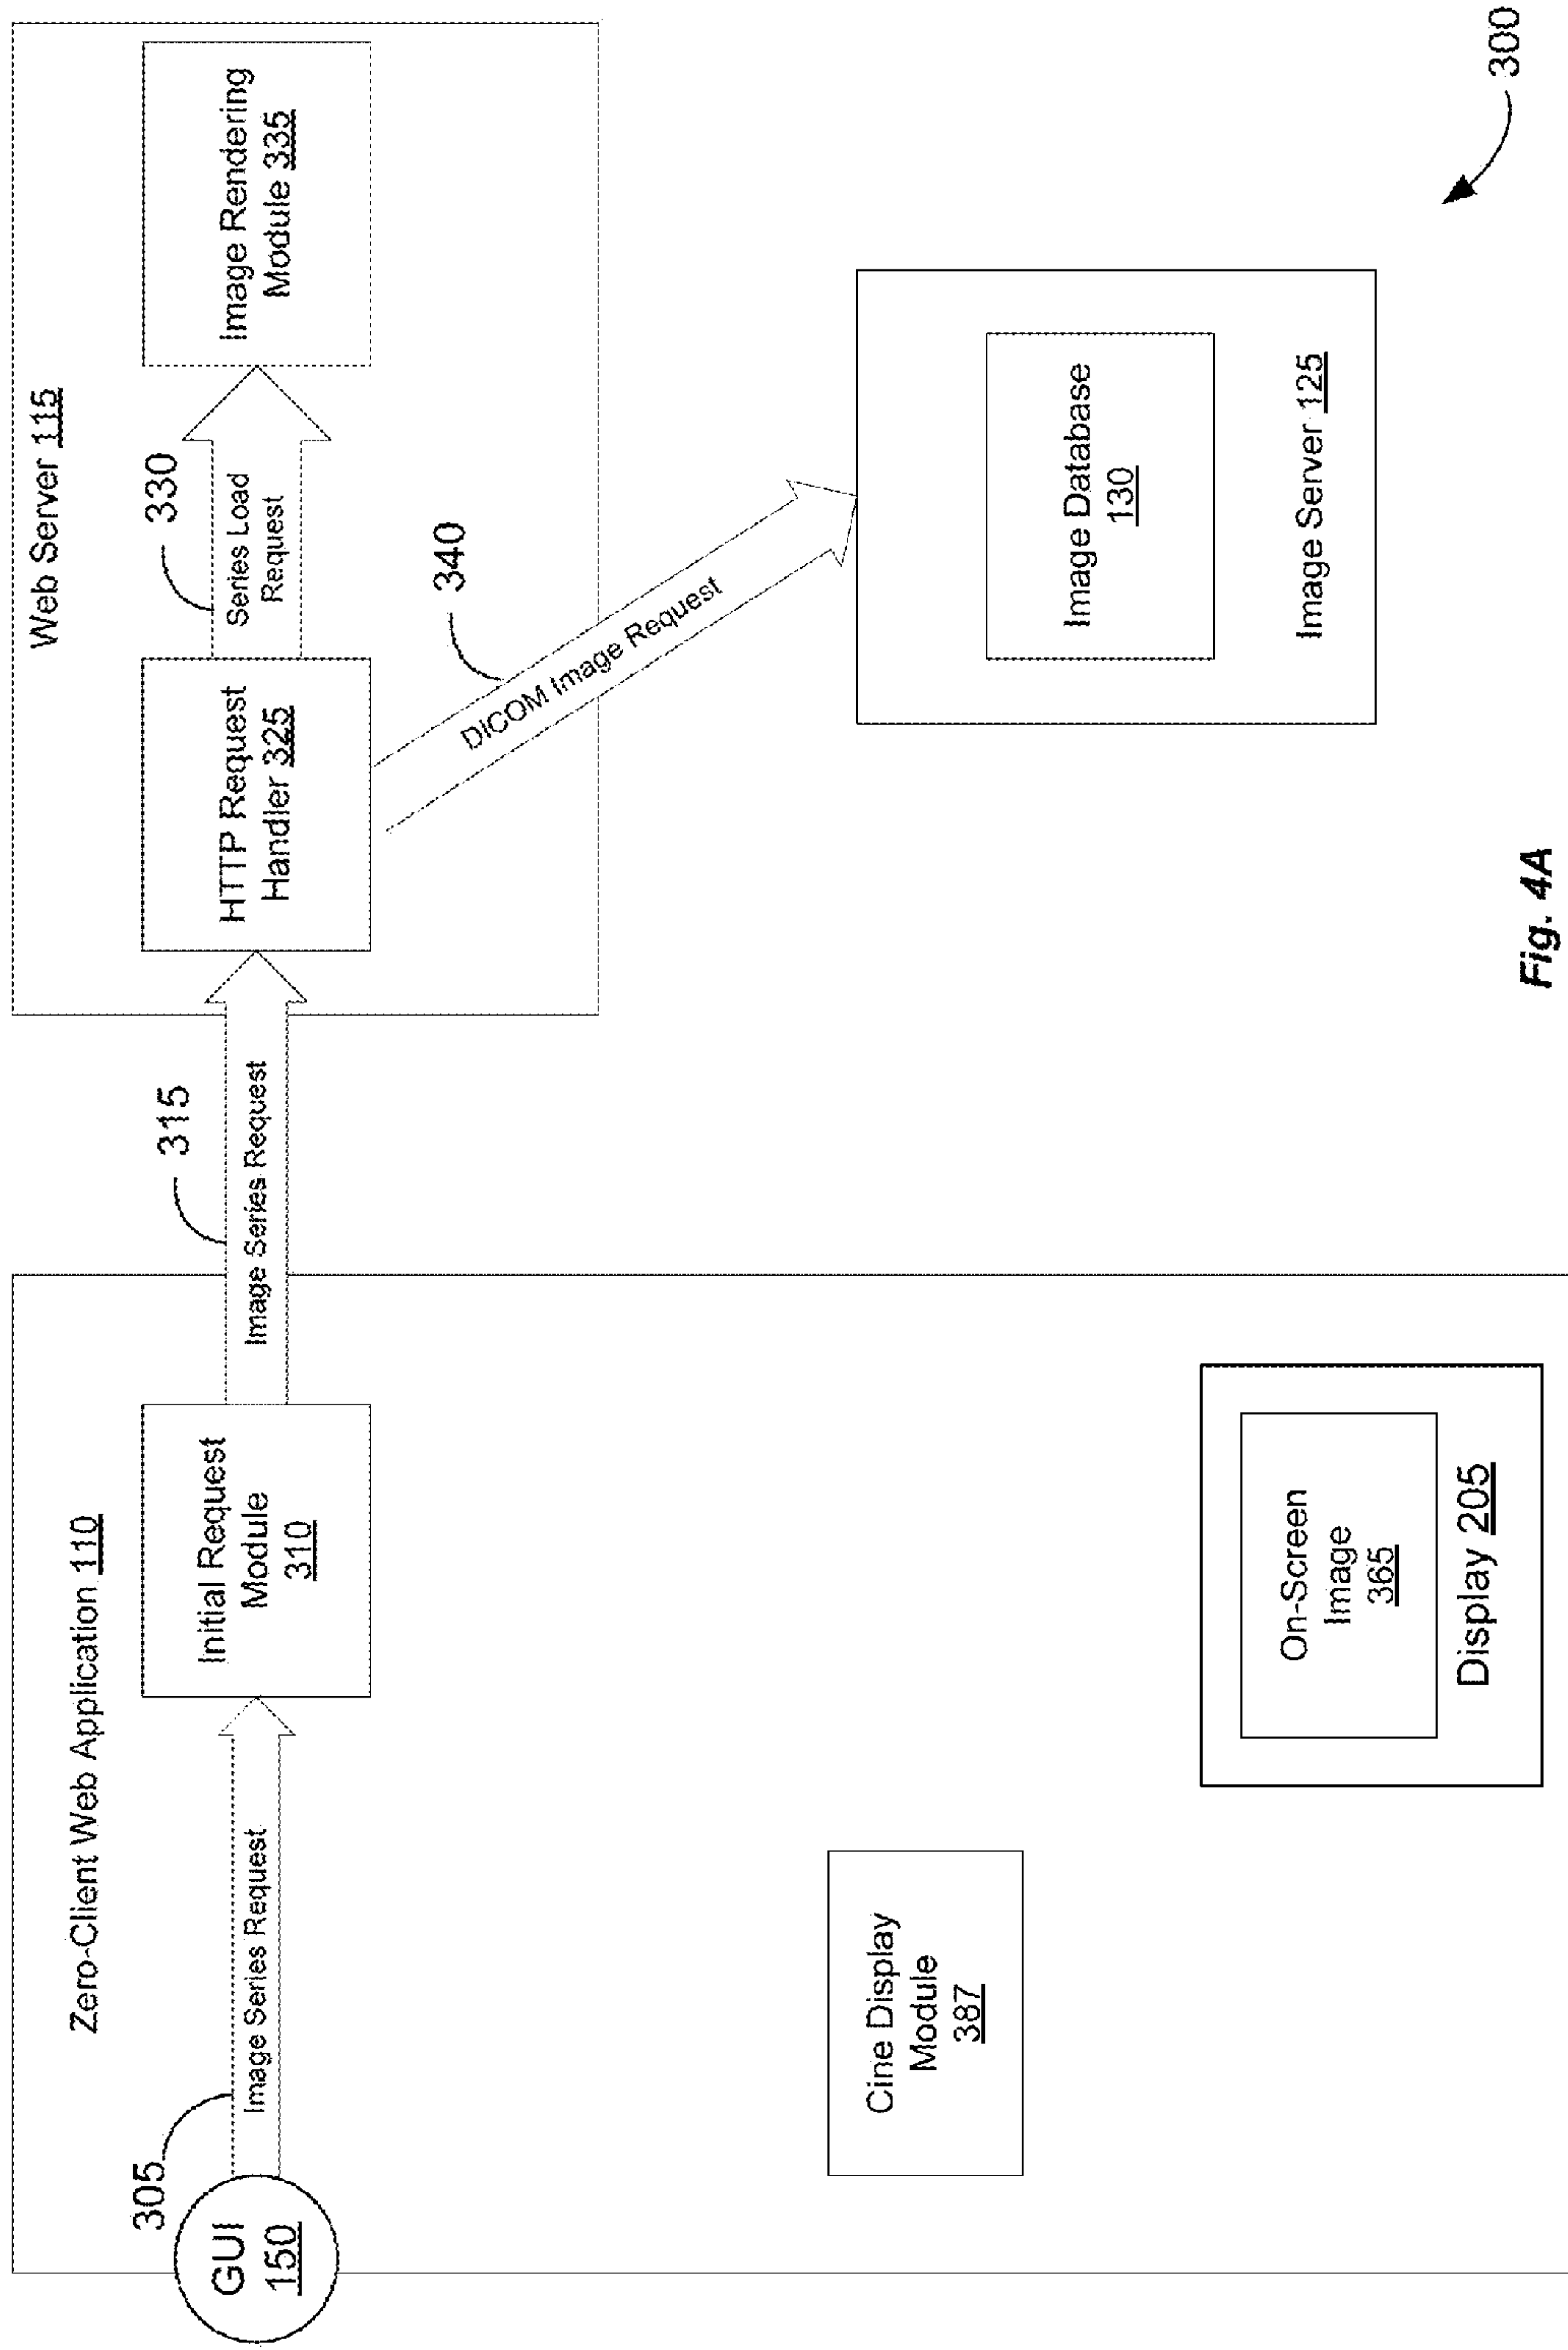 Zero-Client Web Application 110
305
GUI
150
Image Series Request
Initial Request
Module
310
315
Image Series Request
Web Server 115
HTTP Request
Handler 325
330
Series Load
Request
Image Rendering
Module 335
340
DICOM Image Request
Cine Display
Module
387
On-Screen
Image
365
Display 205
Image Database
130
Image Server 125
300
Fig. 4A